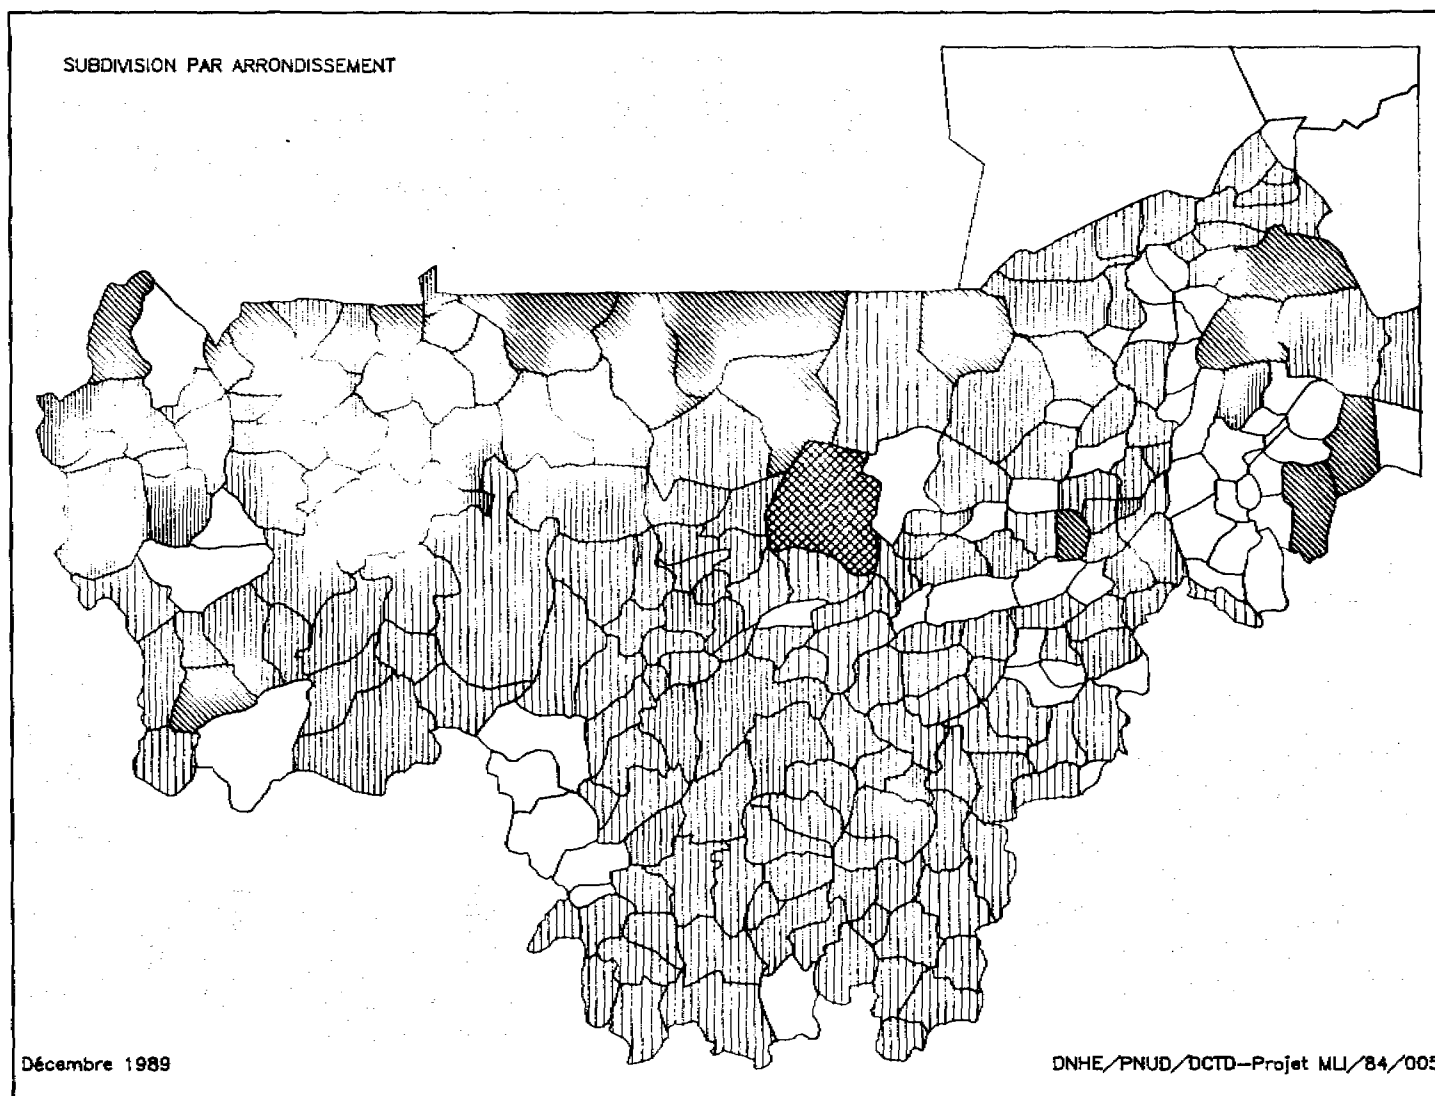 SUBDIVISION PAR ARRONDISSEMENT
Décembre 1989
DNHE/PNUD/DCTD-Projet MLI/84/005